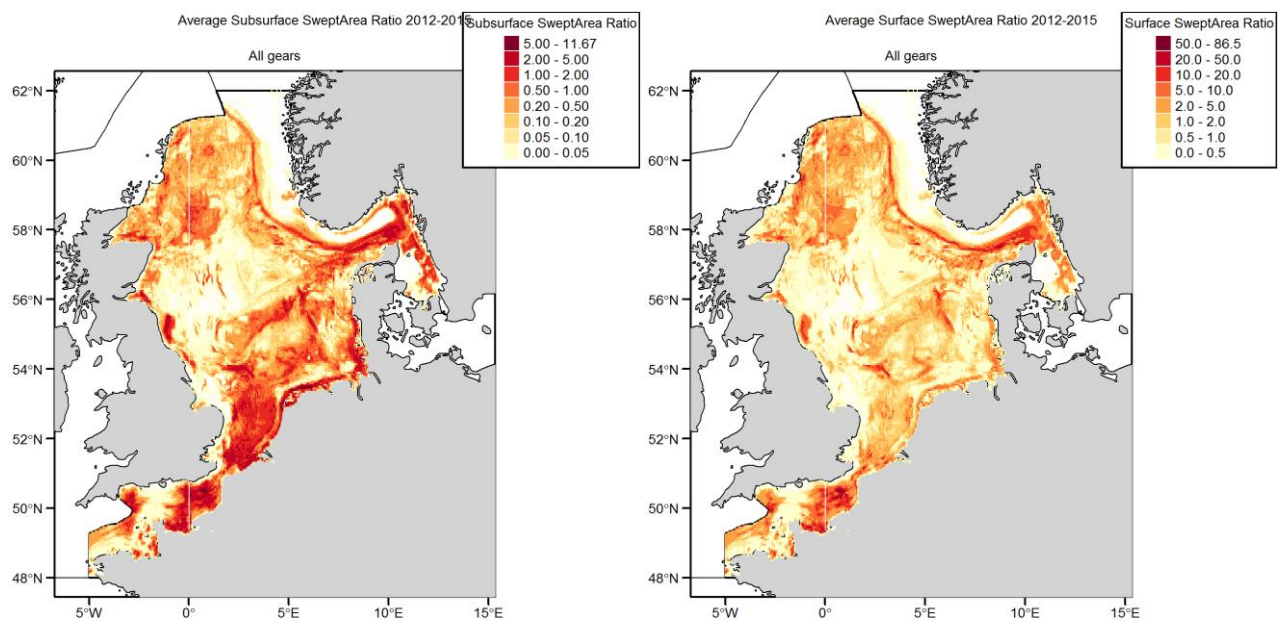 Average Subsurface SweptArea Ratio 2012-2015
Subsurface SweptArea Ratio
All gears
5.00 - 11.67
2.00 - 5.00
1.00 - 2.00
0.50 - 1.00
0.20 - 0.50
0.10 - 0.20
0.05 - 0.10
0.00 - 0.05
62°N
60°N
58°N
56°N
54°N
52°N
50°N
48°N
5°W 0° 5°E 10°E 15°E
Average Surface SweptArea Ratio 2012-2015
Surface SweptArea Ratio
All gears
50.0 - 86.5
20.0 - 50.0
10.0 - 20.0
5.0 - 10.0
2.0 - 5.0
1.0 - 2.0
0.5 - 1.0
0.0 - 0.5
62°N
60°N
58°N
56°N
54°N
52°N
50°N
48°N
5°W 0° 5°E 10°E 15°E